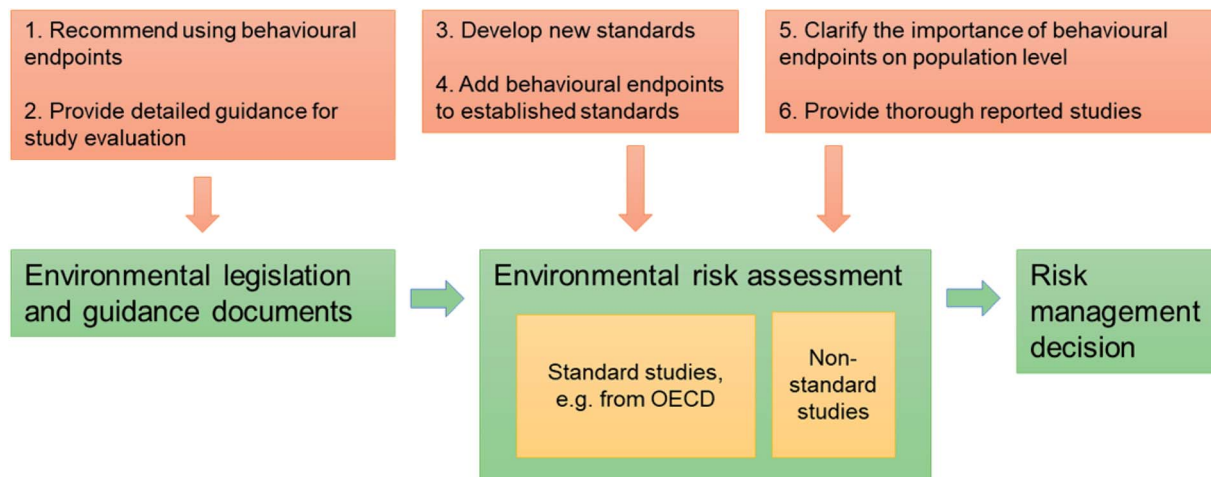 1. Recommend using behavioural
endpoints
2. Provide detailed guidance for
study evaluation
3. Develop new standards
4. Add behavioural endpoints
to established standards
5. Clarify the importance of behavioural
endpoints on population level
6. Provide thorough reported studies
Environmental legislation
and guidance documents
Environmental risk assessment
Standard studies,
e.g. from OECD
Non-
standard
studies
Risk
management
decision